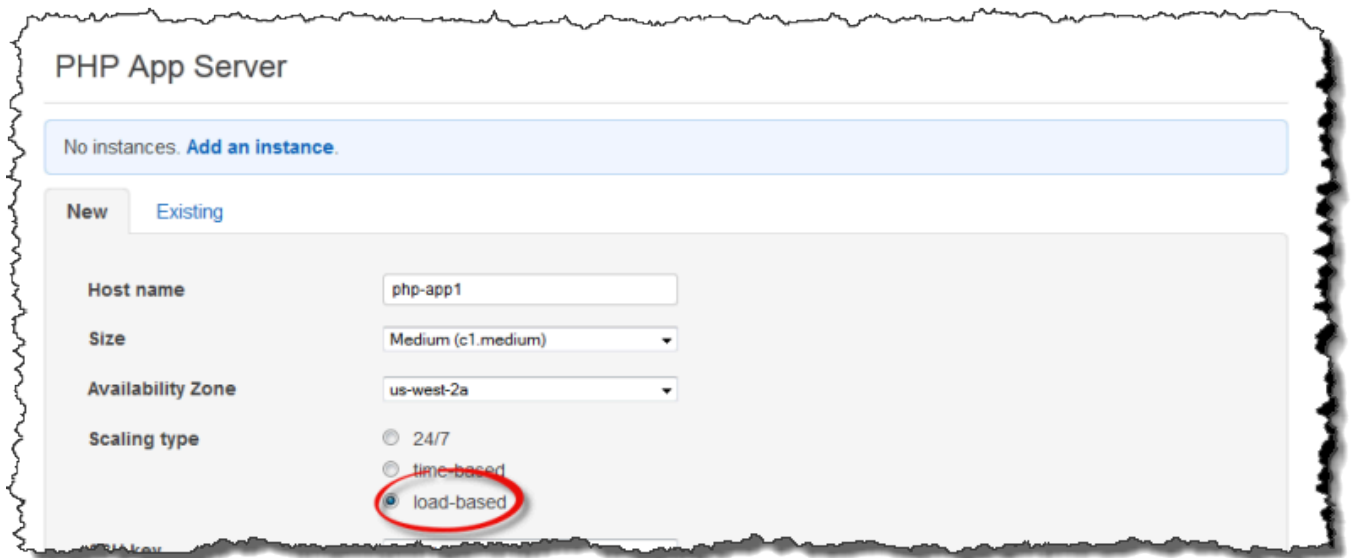 PHP App Server
No instances. Add an instance.
New Existing
Host name php-app1
Size Medium (c1.medium)
Availability Zone us-west-2a
Scaling type 24/7
time-based
load-based
key